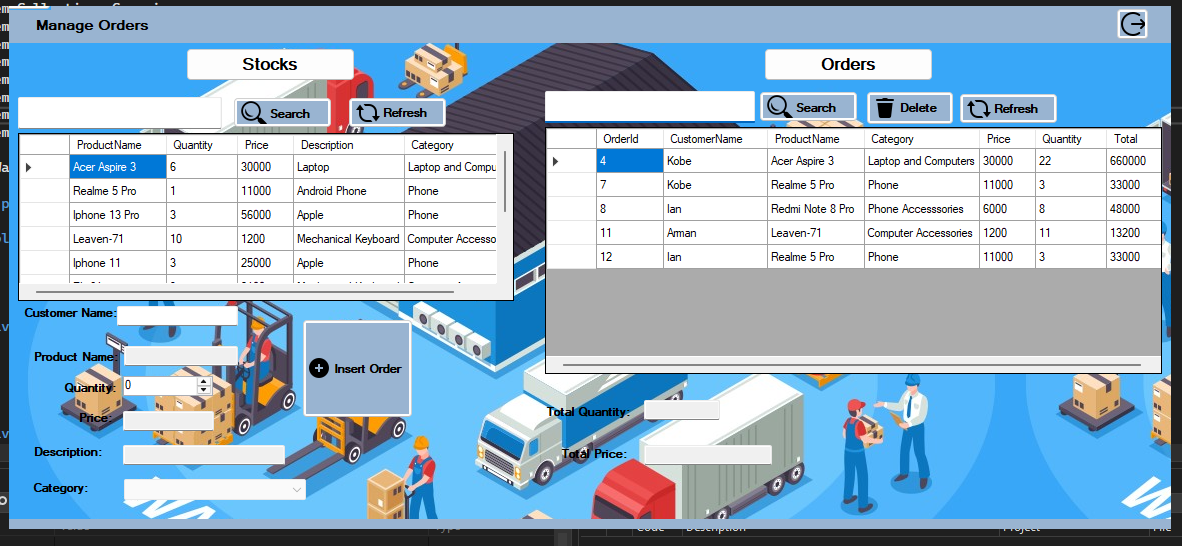 Manage Orders
Stocks
Search
Refresh
ProductName Quantity Price Description Category
Acer Aspire 3 6 30000 Laptop Laptop and Compu
Realme 5 Pro 1 11000 Android Phone Phone
Iphone 13 Pro 3 56000 Apple Phone
Leaven-71 10 1200 Mechanical Keyboard Computer Accesso
Iphone 11 3 25000 Apple Phone
Customer Name:
Product Name:
Quantity: 0
Price:
Description:
Category:
Insert Order
Orders
Search
Delete
Refresh
OrderId CustomerName ProductName Category Price Quantity Total
4 Kobe Acer Aspire 3 Laptop and Computers 30000 22 660000
7 Kobe Realme 5 Pro Phone 11000 3 33000
8 Ian Redmi Note 8 Pro Phone Accesssories 6000 8 48000
11 Aman Leaven-71 Computer Accessories 1200 11 13200
12 Ian Realme 5 Pro Phone 11000 3 33000
Total Quantity:
Total Price: